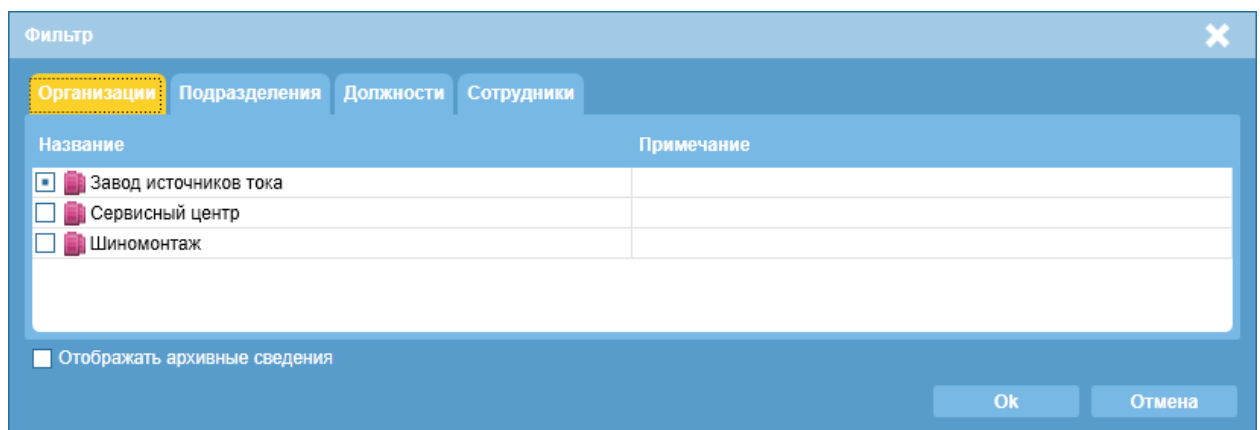 Фильтр
Организации Подразделения Должности Сотрудники
Название Примечание
Завод источников тока
Сервисный центр
Шиномонтаж
Отображать архивные сведения
Ok Отмена